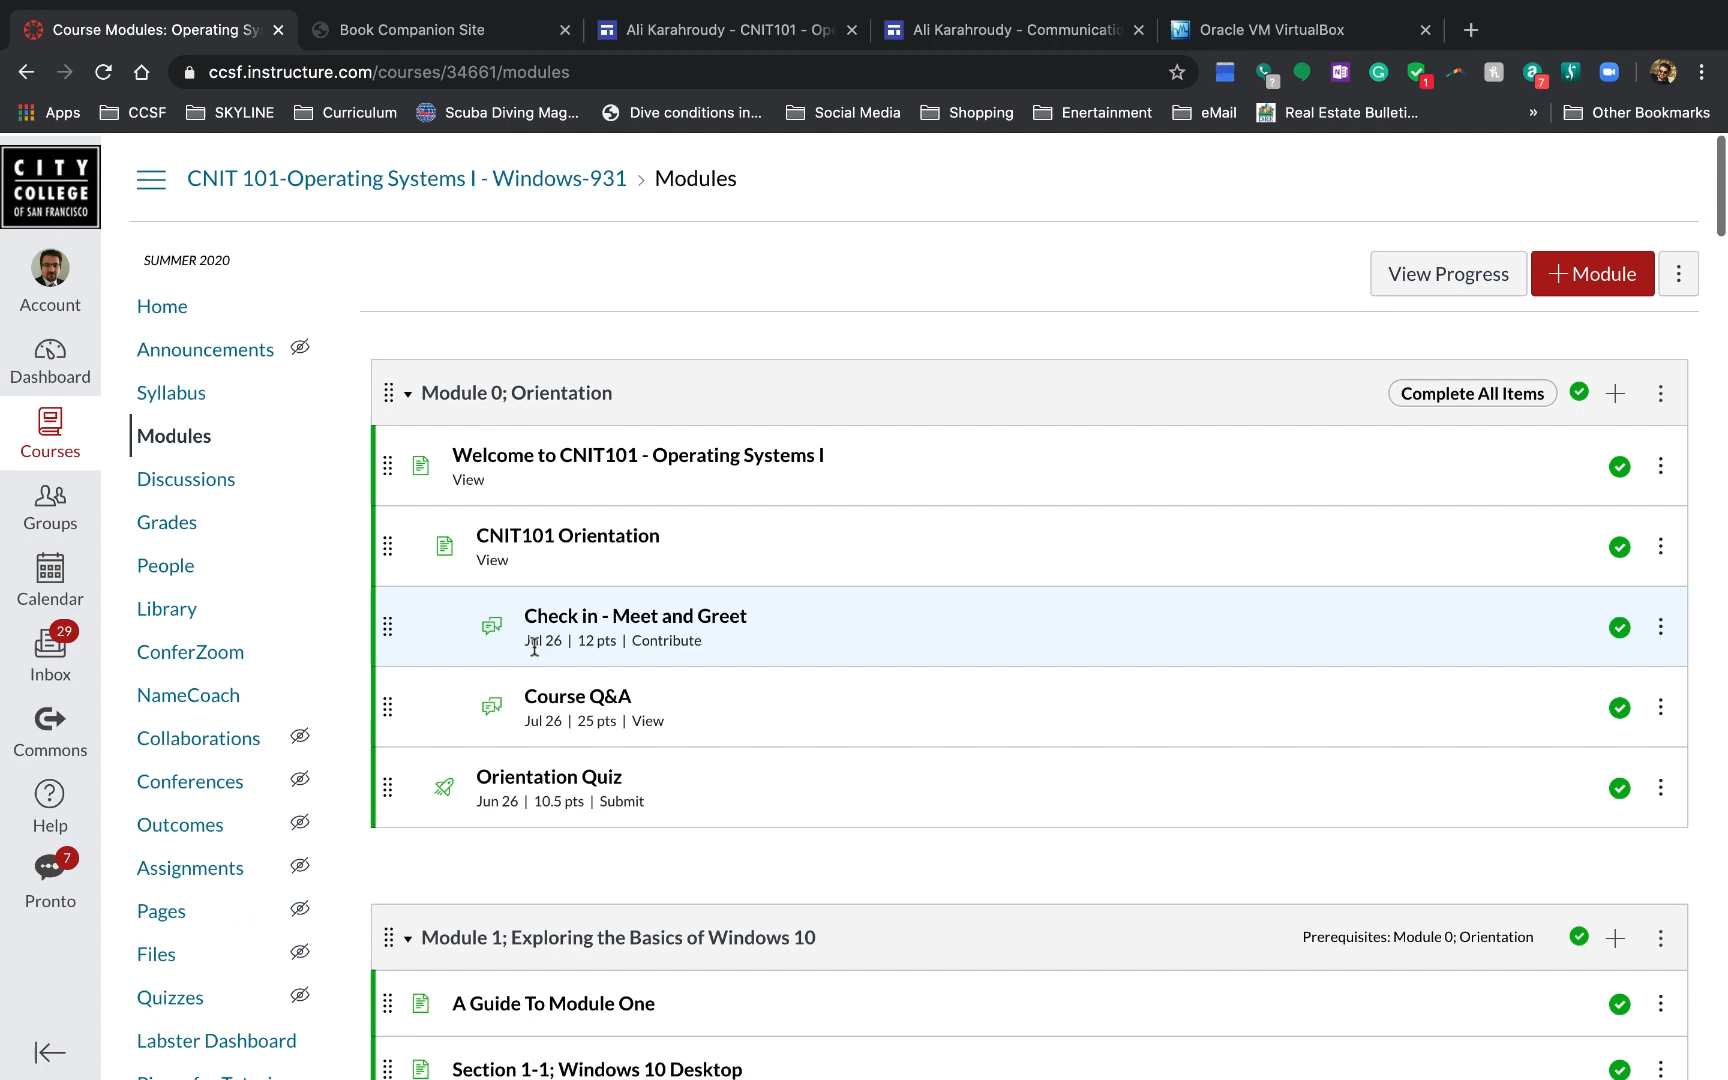 Course Modules: Operating Sy
Book Companion Site
Ali Karahroudy - CNIT101 - Ope
Ali Karahroudy - Communicatio
Oracle VM VirtualBox
ccsf.instructure.com/courses/34661/modules
Apps
CCSF
SKYLINE
Curriculum
Scuba Diving Mag...
Dive conditions in...
Social Media
Shopping
Enertainment
eMail
Real Estate Bulleti...
»
Other Bookmarks
CITY
COLLEGE
OF SAN FRANCISCO
CNIT 101-Operating Systems I - Windows-931 › Modules
SUMMER 2020
View Progress
+ Module
Account
Dashboard
Courses
Groups
Calendar
29
Inbox
Commons
Help
7
Pronto
Home
Announcements
Syllabus
Modules
Discussions
Grades
People
Library
ConferZoom
NameCoach
Collaborations
Conferences
Outcomes
Assignments
Pages
Files
Quizzes
Labster Dashboard
Module 0; Orientation
Complete All Items
Welcome to CNIT101 - Operating Systems I
View
CNIT101 Orientation
View
Check in - Meet and Greet
Jul 26 | 12 pts | Contribute
Course Q&A
Jul 26 | 25 pts | View
Orientation Quiz
Jun 26 | 10.5 pts | Submit
Module 1; Exploring the Basics of Windows 10
Prerequisites: Module 0; Orientation
A Guide To Module One
Section 1-1; Windows 10 Desktop